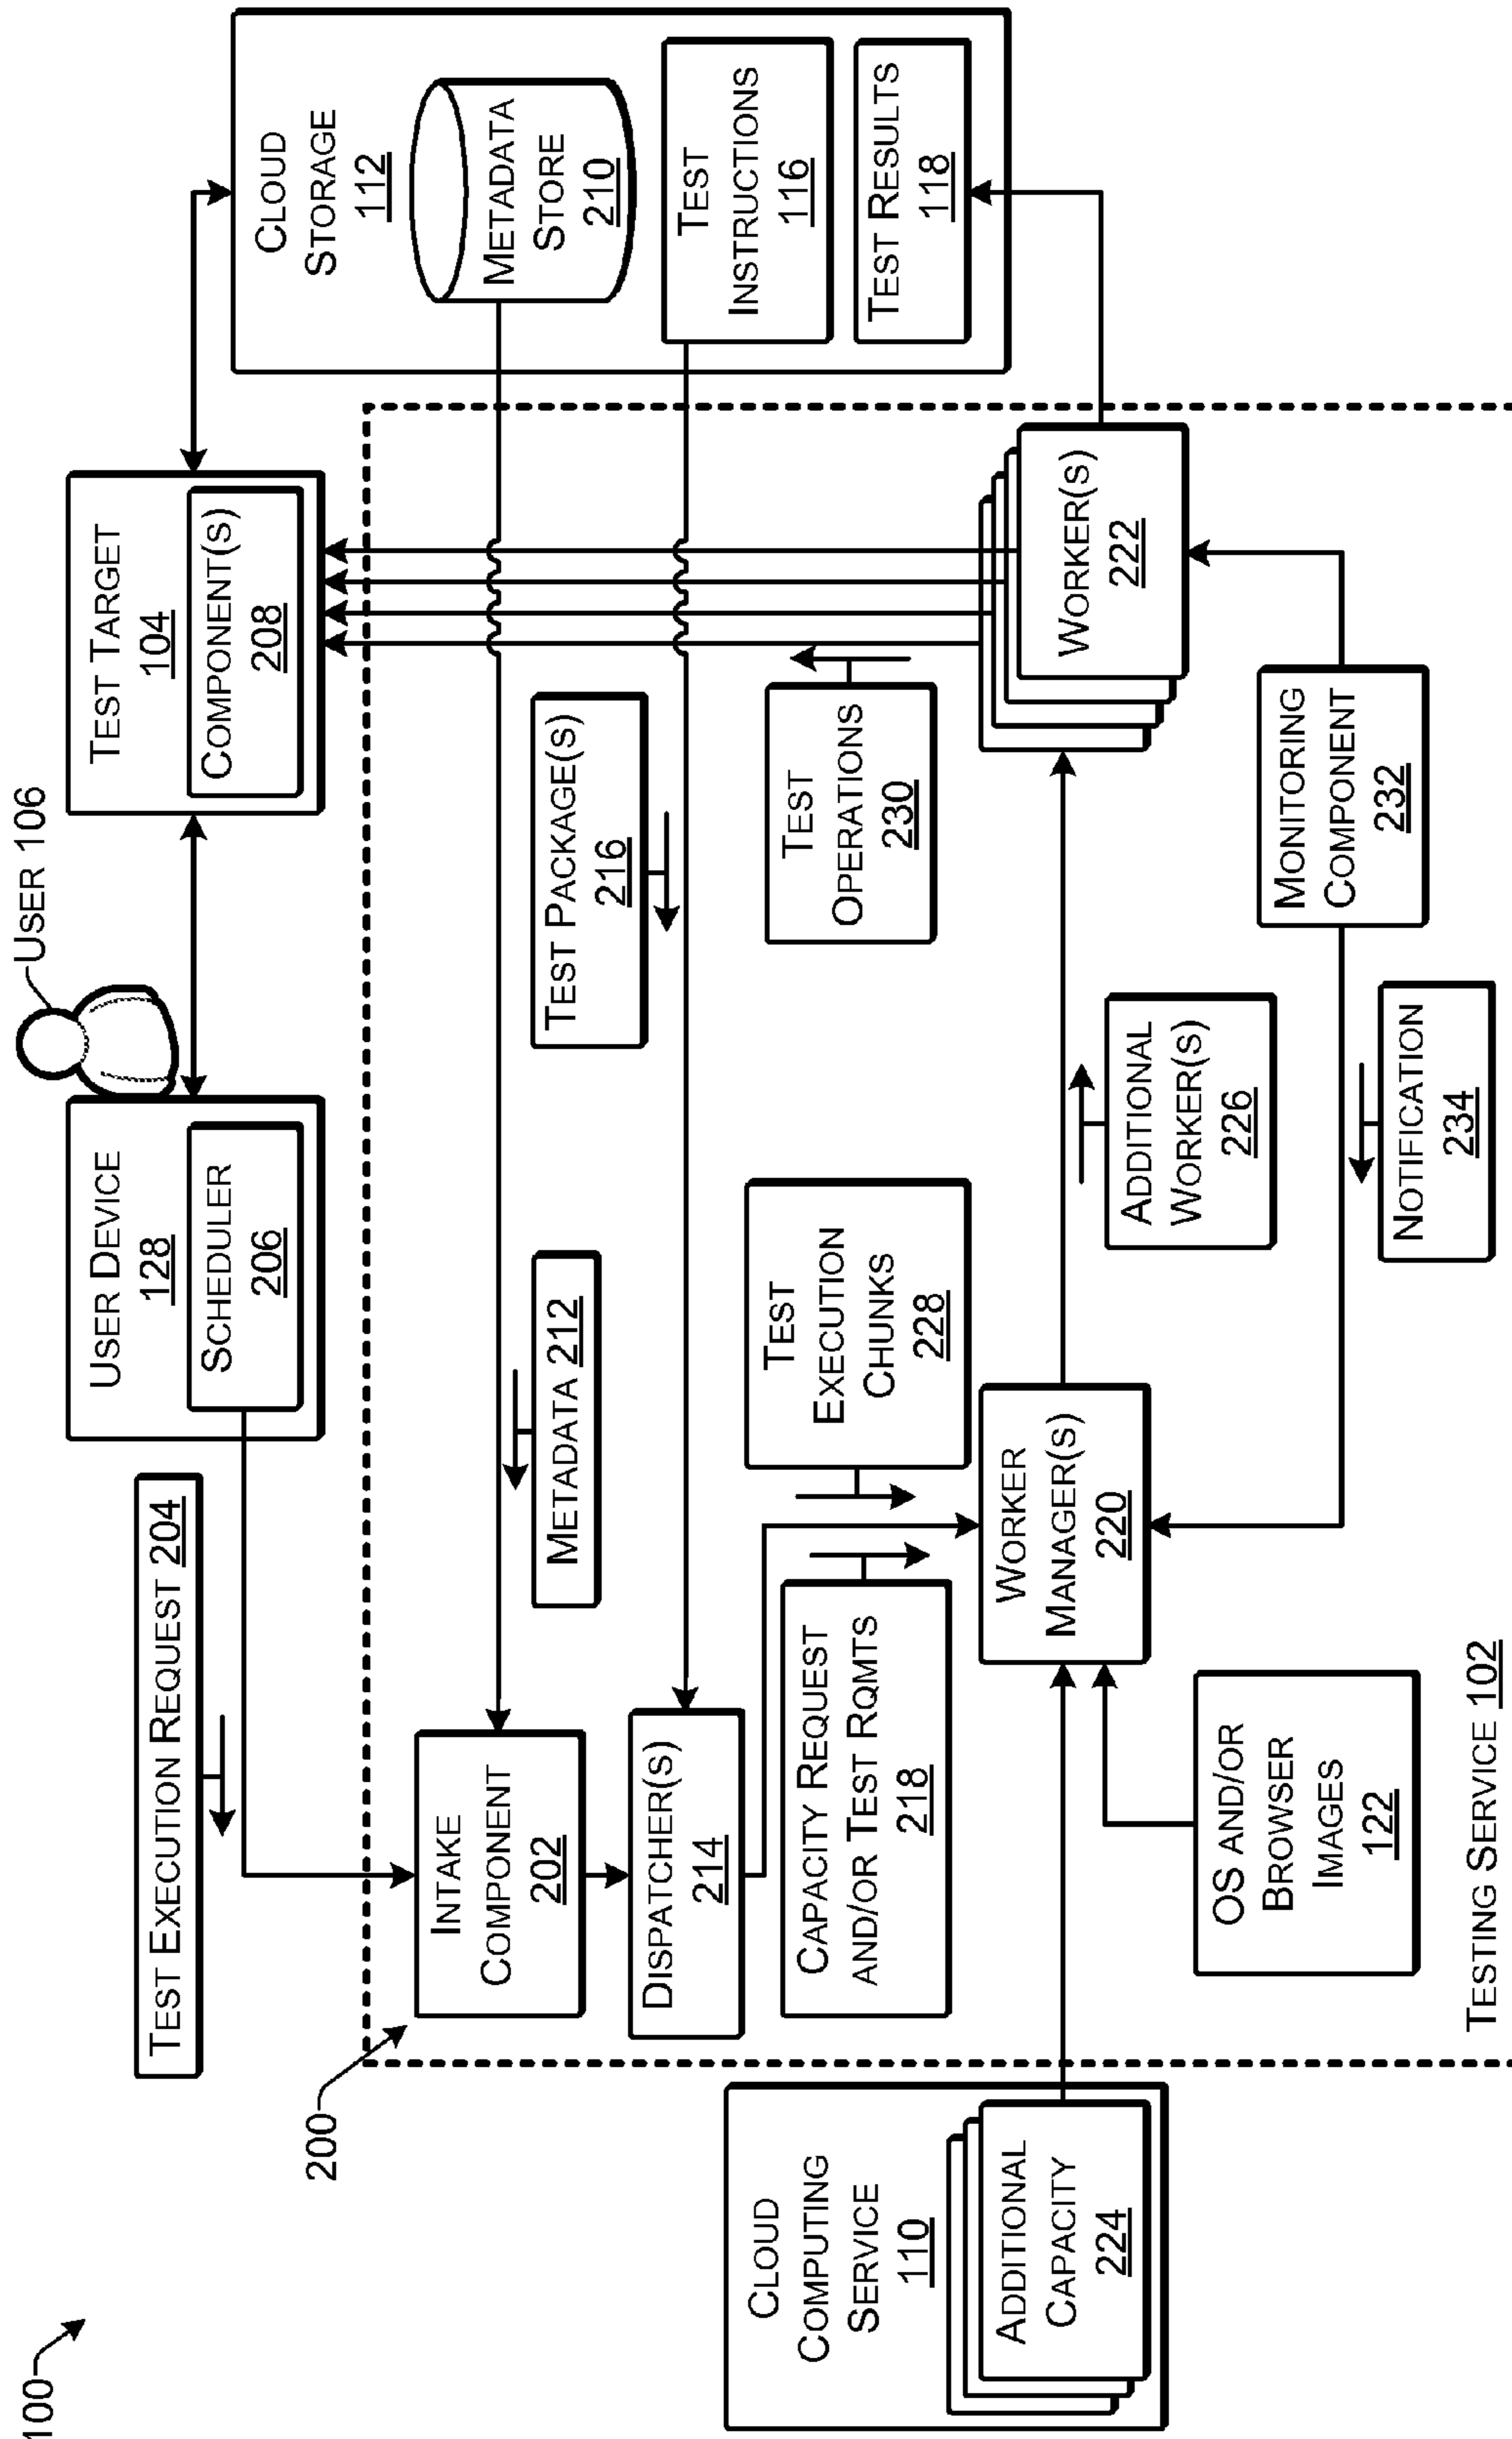 100
TEST EXECUTION REQUEST 204
USER DEVICE
128
SCHEDULER
206
USER 106
TEST TARGET
104
COMPONENT(S)
208
CLOUD
STORAGE
112
METADATA
STORE
210
TEST
INSTRUCTIONS
116
TEST RESULTS
118
200
INTAKE
COMPONENT
202
METADATA 212
TEST PACKAGE(S)
216
DISPATCHER(S)
214
CAPACITY REQUEST
AND/OR TEST RQMTS
218
TEST
EXECUTION
CHUNKS
228
TEST
OPERATIONS
230
CLOUD
COMPUTING
SERVICE
110
ADDITIONAL
CAPACITY
224
WORKER
MANAGER(S)
220
WORKER(S)
222
ADDITIONAL
WORKER(S)
226
OS AND/OR
BROWSER
IMAGES
122
MONITORING
COMPONENT
232
NOTIFICATION
234
TESTING SERVICE 102